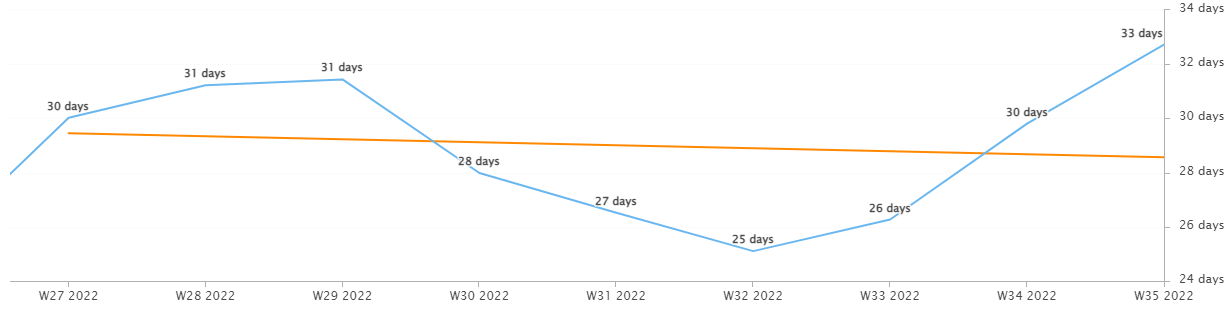 34 days
33 days
31 days
31 days
32 days
30 days
30 days
30 days
28 days
28 days
27 days
26 days
25 days
26 days
24 days
W27 2022
W28 2022
W29 2022
W30 2022
W31 2022
W32 2022
W33 2022
W34 2022
W35 2022